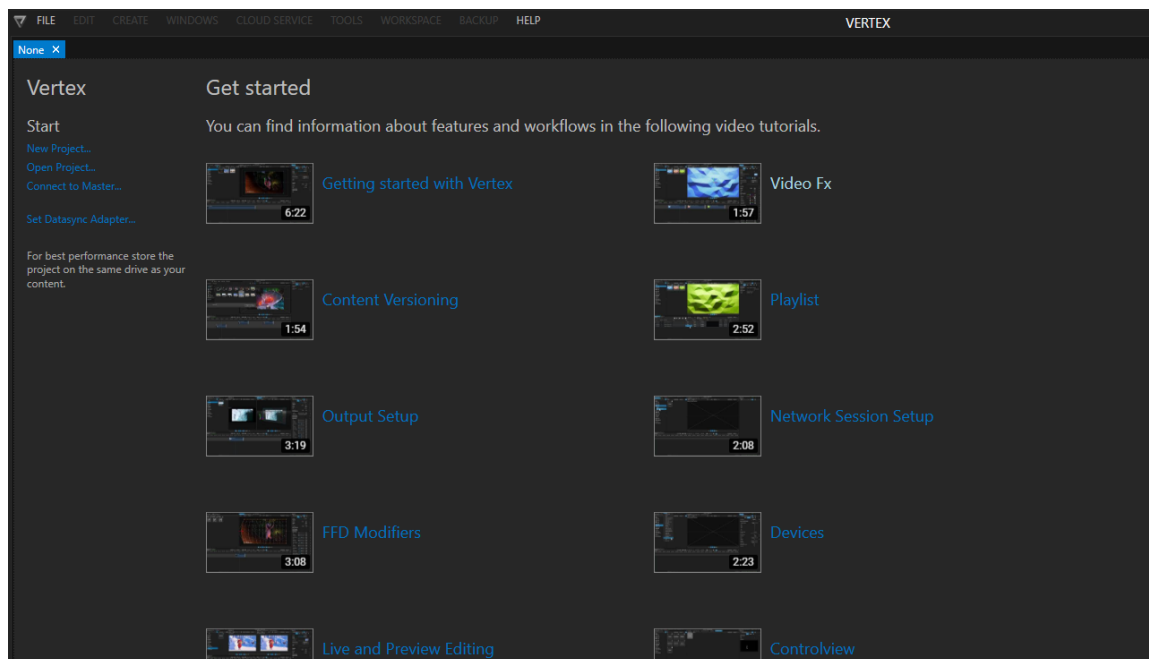 FILE EDIT CREATE WINDOWS CLOUD SERVICE TOOLS WORKSPACE BACKUP HELP VERTEX
None X
Vertex
Start
New Project...
Open Project...
Connect to Master...
Set Datasync Adapter...
For best performance store the
project on the same drive as your
content.
Get started
You can find information about features and workflows in the following video tutorials.
6:22 Getting started with Vertex
1:57 Video Fx
1:54 Content Versioning
2:52 Playlist
3:19 Output Setup
2:08 Network Session Setup
3:08 FFD Modifiers
2:23 Devices
Live and Preview Editing
Controlview